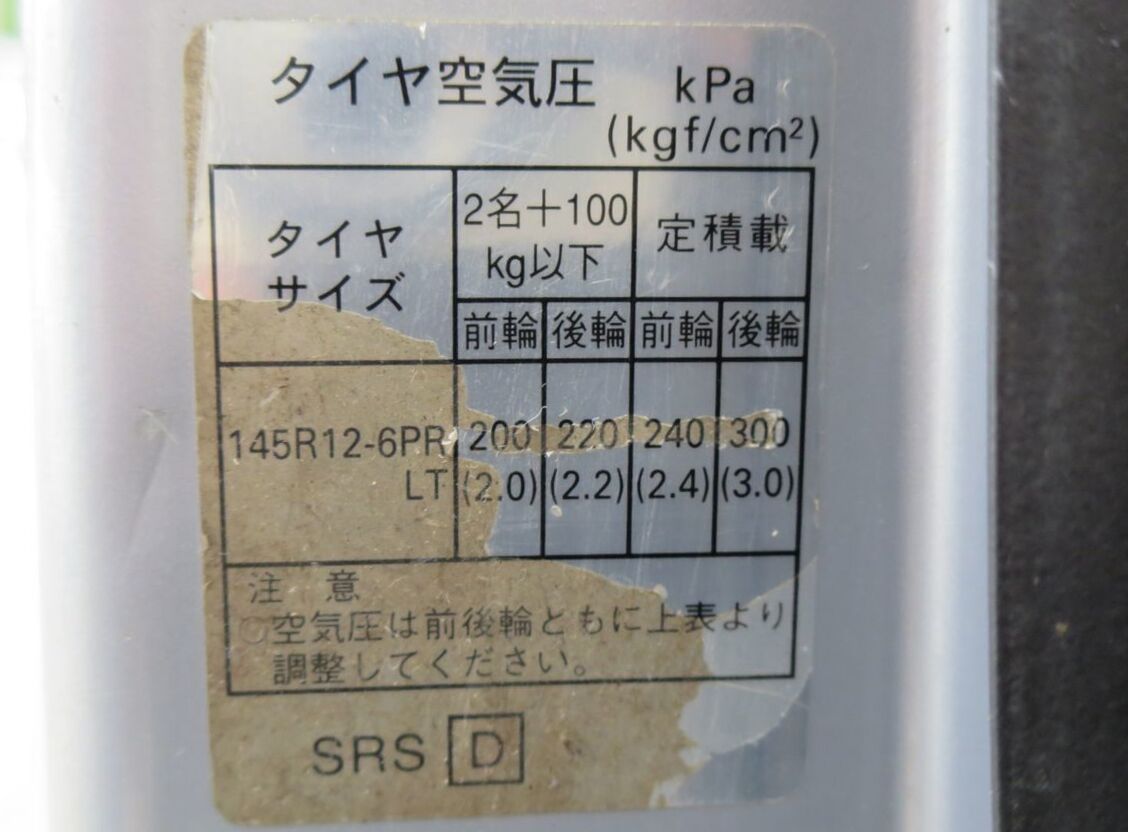 タイヤ空気圧 kPa
(kgf/cm²)
タイヤ
サイズ
2名+100
kg以下
定積載
前輪 後輪 前輪 後輪
145R12-6PR 200 220 240 300
LT (2.0) (2.2) (2.4) (3.0)
注 意
○空気圧は前後輪ともに上表より
調整してください。
SRS D